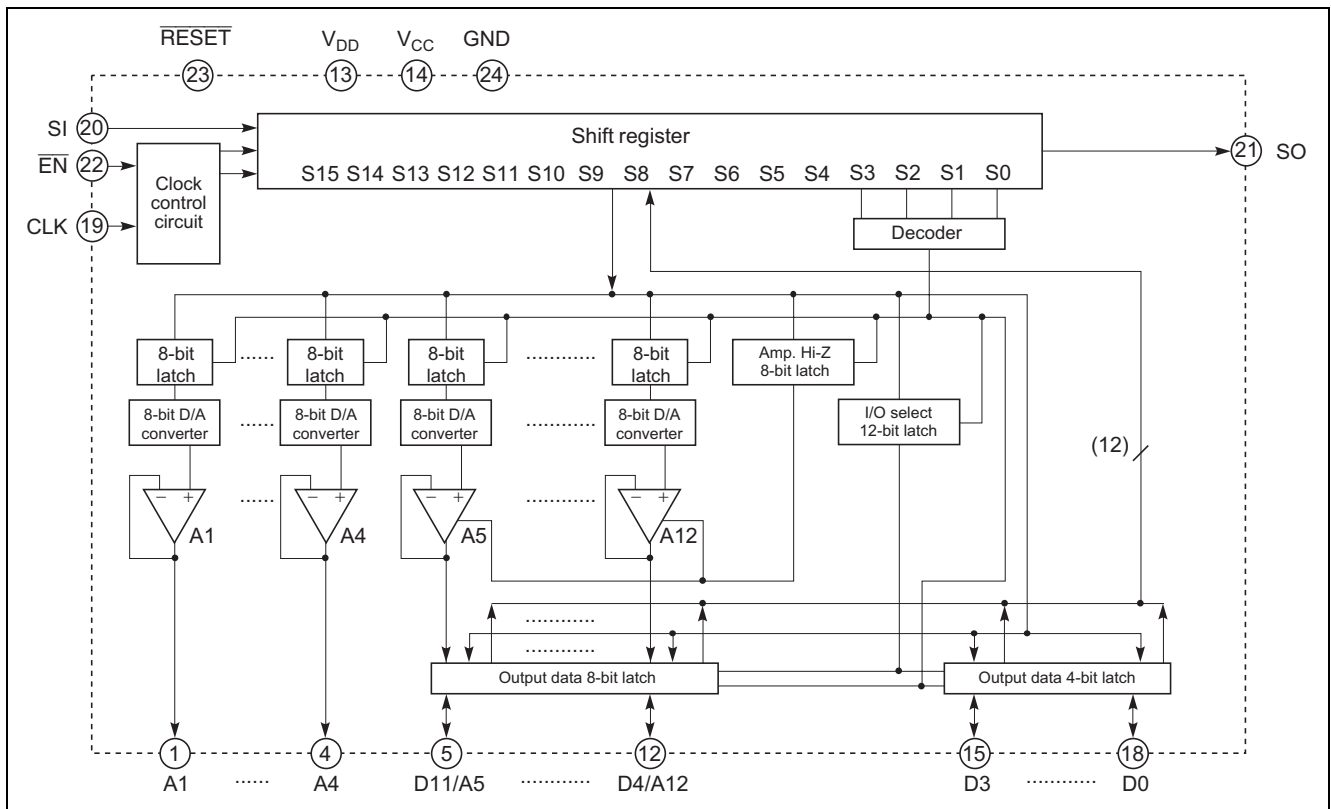 RESET VDD VCC GND
23 13 14 24
SI 20
EN 22
CLK 19
Clock
control
circuit
Shift register
S15 S14 S13 S12 S11 S10 S9 S8 S7 S6 S5 S4 S3 S2 S1 S0
21 SO
Decoder
8-bit
latch
......
8-bit
latch
8-bit
latch
............
8-bit
latch
Amp. Hi-Z
8-bit latch
8-bit D/A
converter
......
8-bit D/A
converter
8-bit D/A
converter
............
8-bit D/A
converter
I/O select
12-bit latch
(12)
− + ...... − + − + ............ − +
A1 A4 A5 A12
............
............
Output data 8-bit latch
Output data 4-bit latch
1 4 5 12 15 18
A1 ...... A4 D11/A5 ............ D4/A12 D3 ............ D0